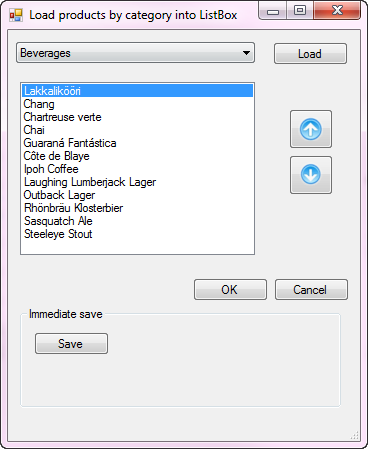 Load products by category into ListBox
Beverages
Load
Lakkalikööri
Chang
Chartreuse verte
Chai
Guaraná Fantástica
Côte de Blaye
Ipoh Coffee
Laughing Lumberjack Lager
Outback Lager
Rhönbräu Klosterbier
Sasquatch Ale
Steeleye Stout
OK
Cancel
Immediate save
Save